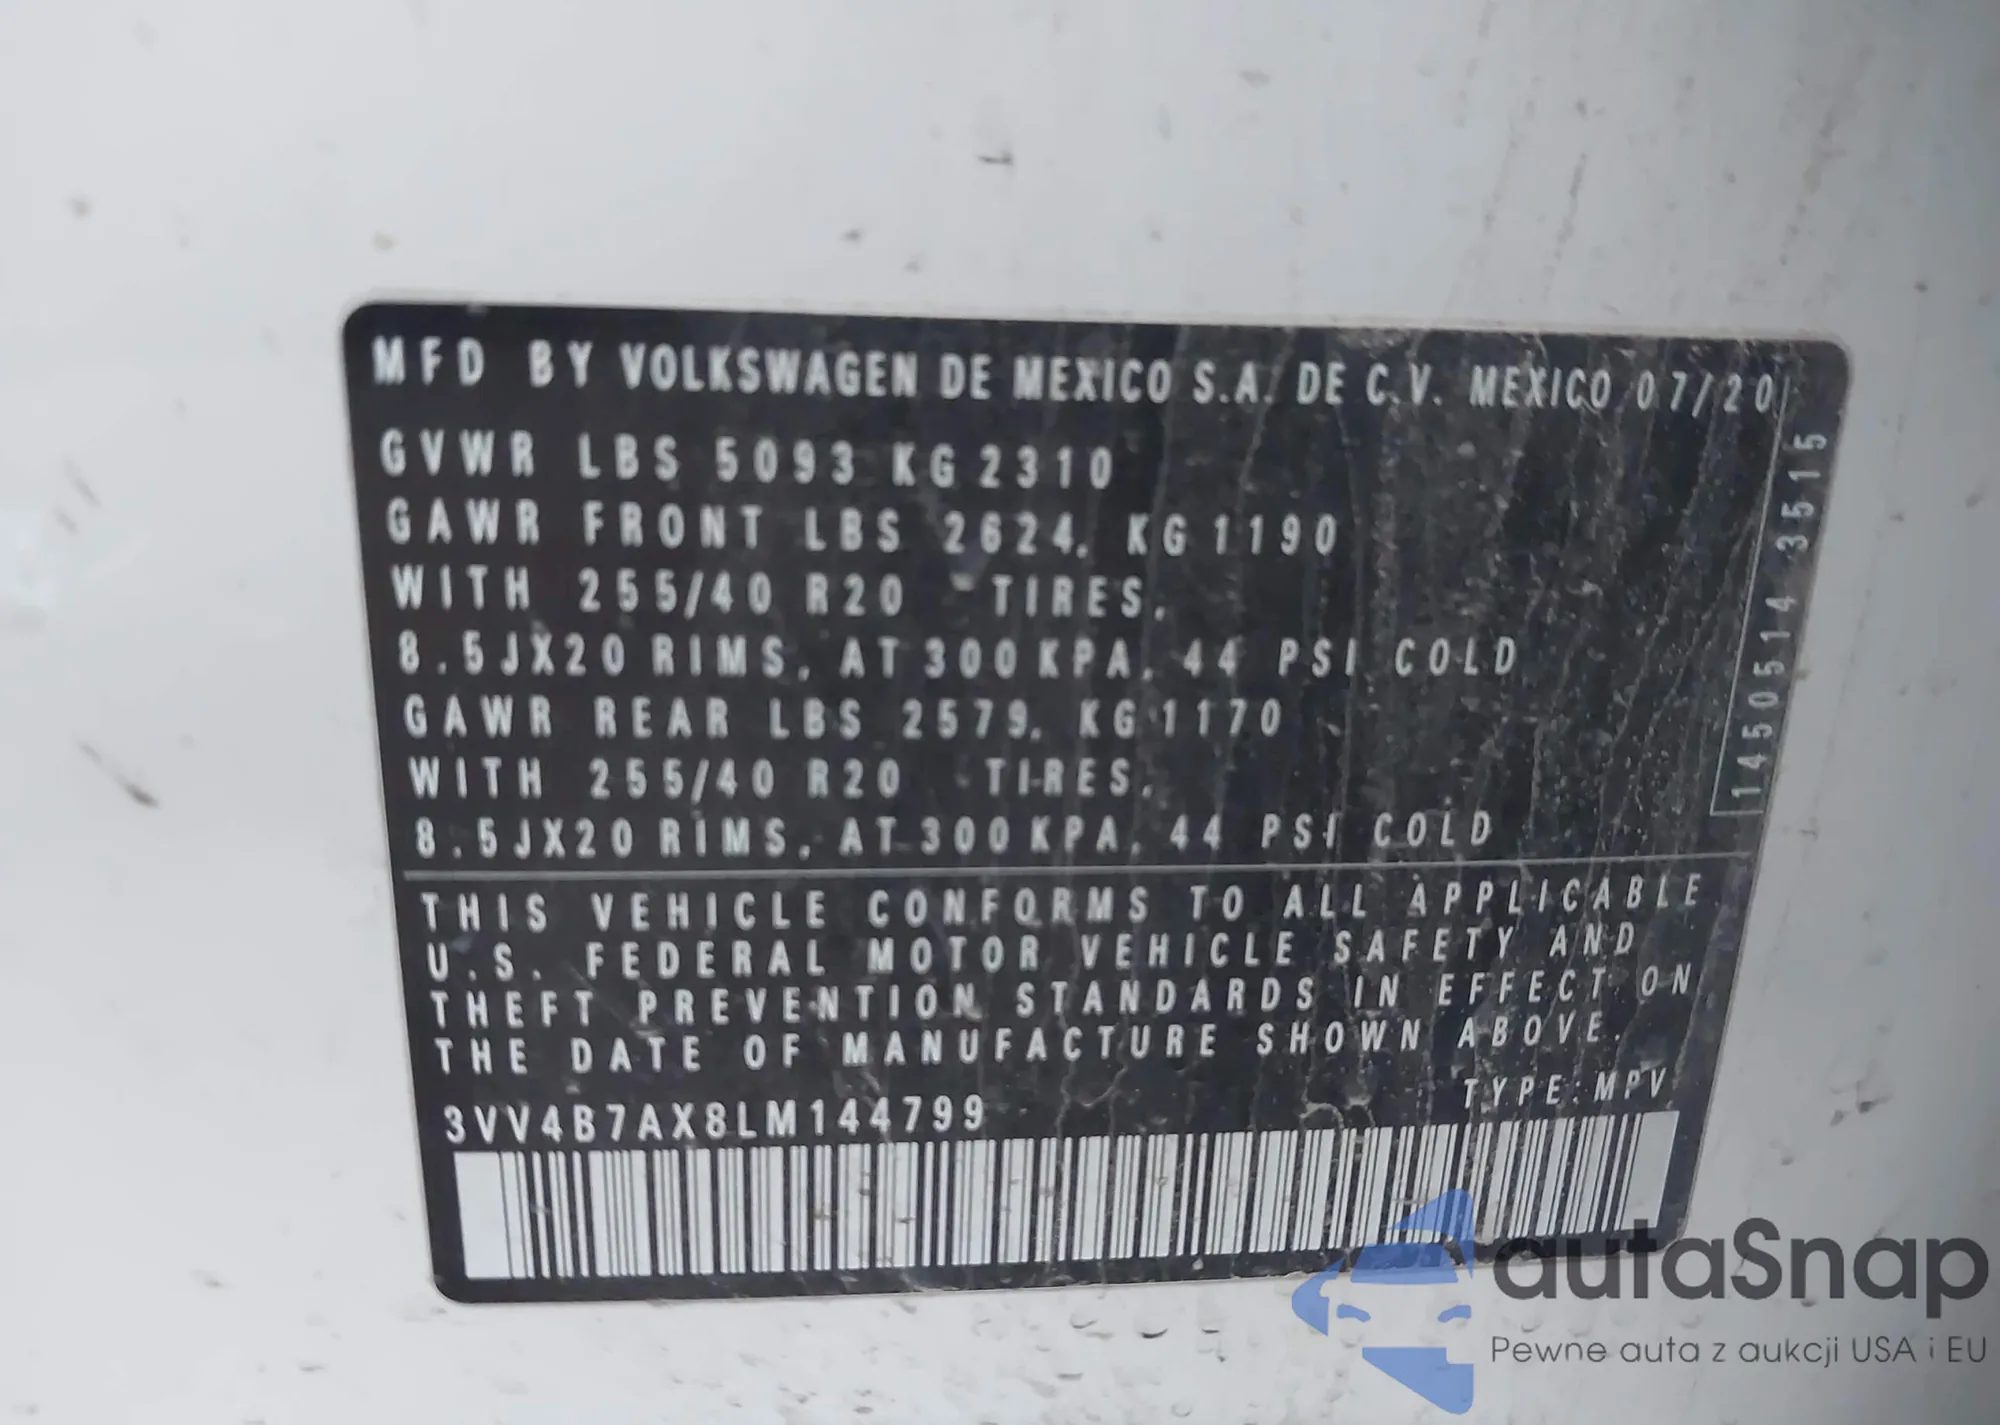 MFD BY VOLKSWAGEN DE MEXICO S.A. DE C.V. MEXICO 07/20
GVWR LBS 5093 KG 2310
GAWR FRONT LBS 2624, KG 1190
WITH 255/40 R20 - TIRES,
8.5JX20 RIMS, AT 300 KPA, 44 PSI COLD
GAWR REAR LBS 2579, KG 1170
WITH 255/40 R20 - TIRES,
8.5JX20 RIMS, AT 300 KPA, 44 PSI COLD
1450514 3515
THIS VEHICLE CONFORMS TO ALL APPLICABLE
U.S. FEDERAL MOTOR VEHICLE SAFETY AND
THEFT PREVENTION STANDARDS IN EFFECT ON
THE DATE OF MANUFACTURE SHOWN ABOVE.
TYPE: MPV
3VV4B7AX8LM144799
autaSnap
Pewne auta z aukcji USA i EU